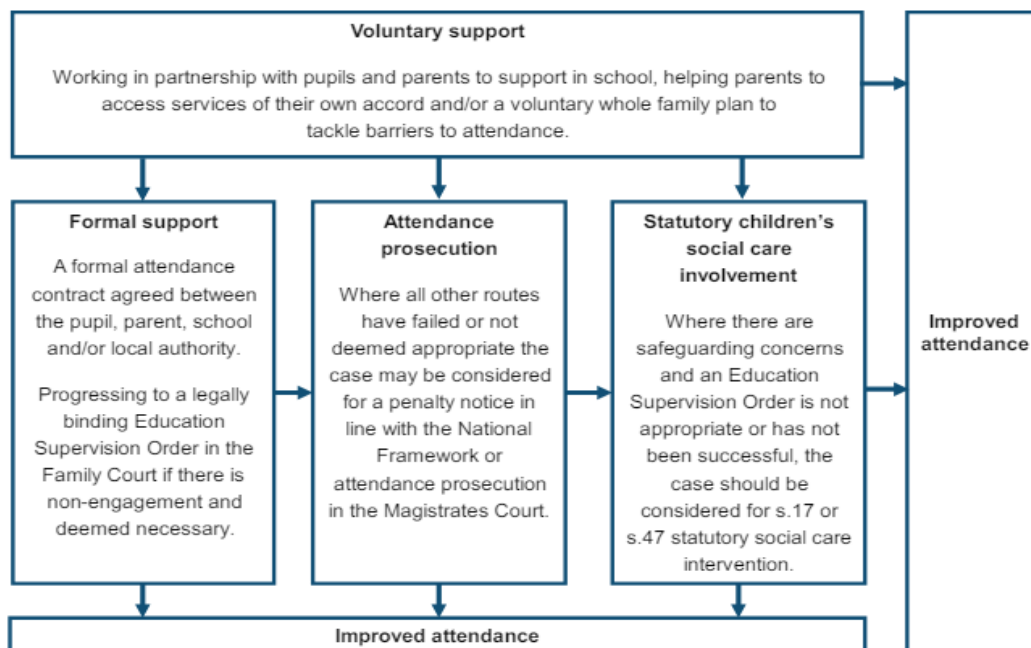 Voluntary support
Working in partnership with pupils and parents to support in school, helping parents to
access services of their own accord and/or a voluntary whole family plan to
tackle barriers to attendance.
Formal support
A formal attendance
contract agreed between
the pupil, parent, school
and/or local authority.
Progressing to a legally
binding Education
Supervision Order in the
Family Court if there is
non-engagement and
deemed necessary.
Attendance
prosecution
Where all other routes
have failed or not
deemed appropriate the
case may be considered
for a penalty notice in
line with the National
Framework or
attendance prosecution
in the Magistrates Court.
Statutory children’s
social care
involvement
Where there are
safeguarding concerns
and an Education
Supervision Order is not
appropriate or has not
been successful, the
case should be
considered for s.17 or
s.47 statutory social care
intervention.
Improved
attendance
Improved attendance